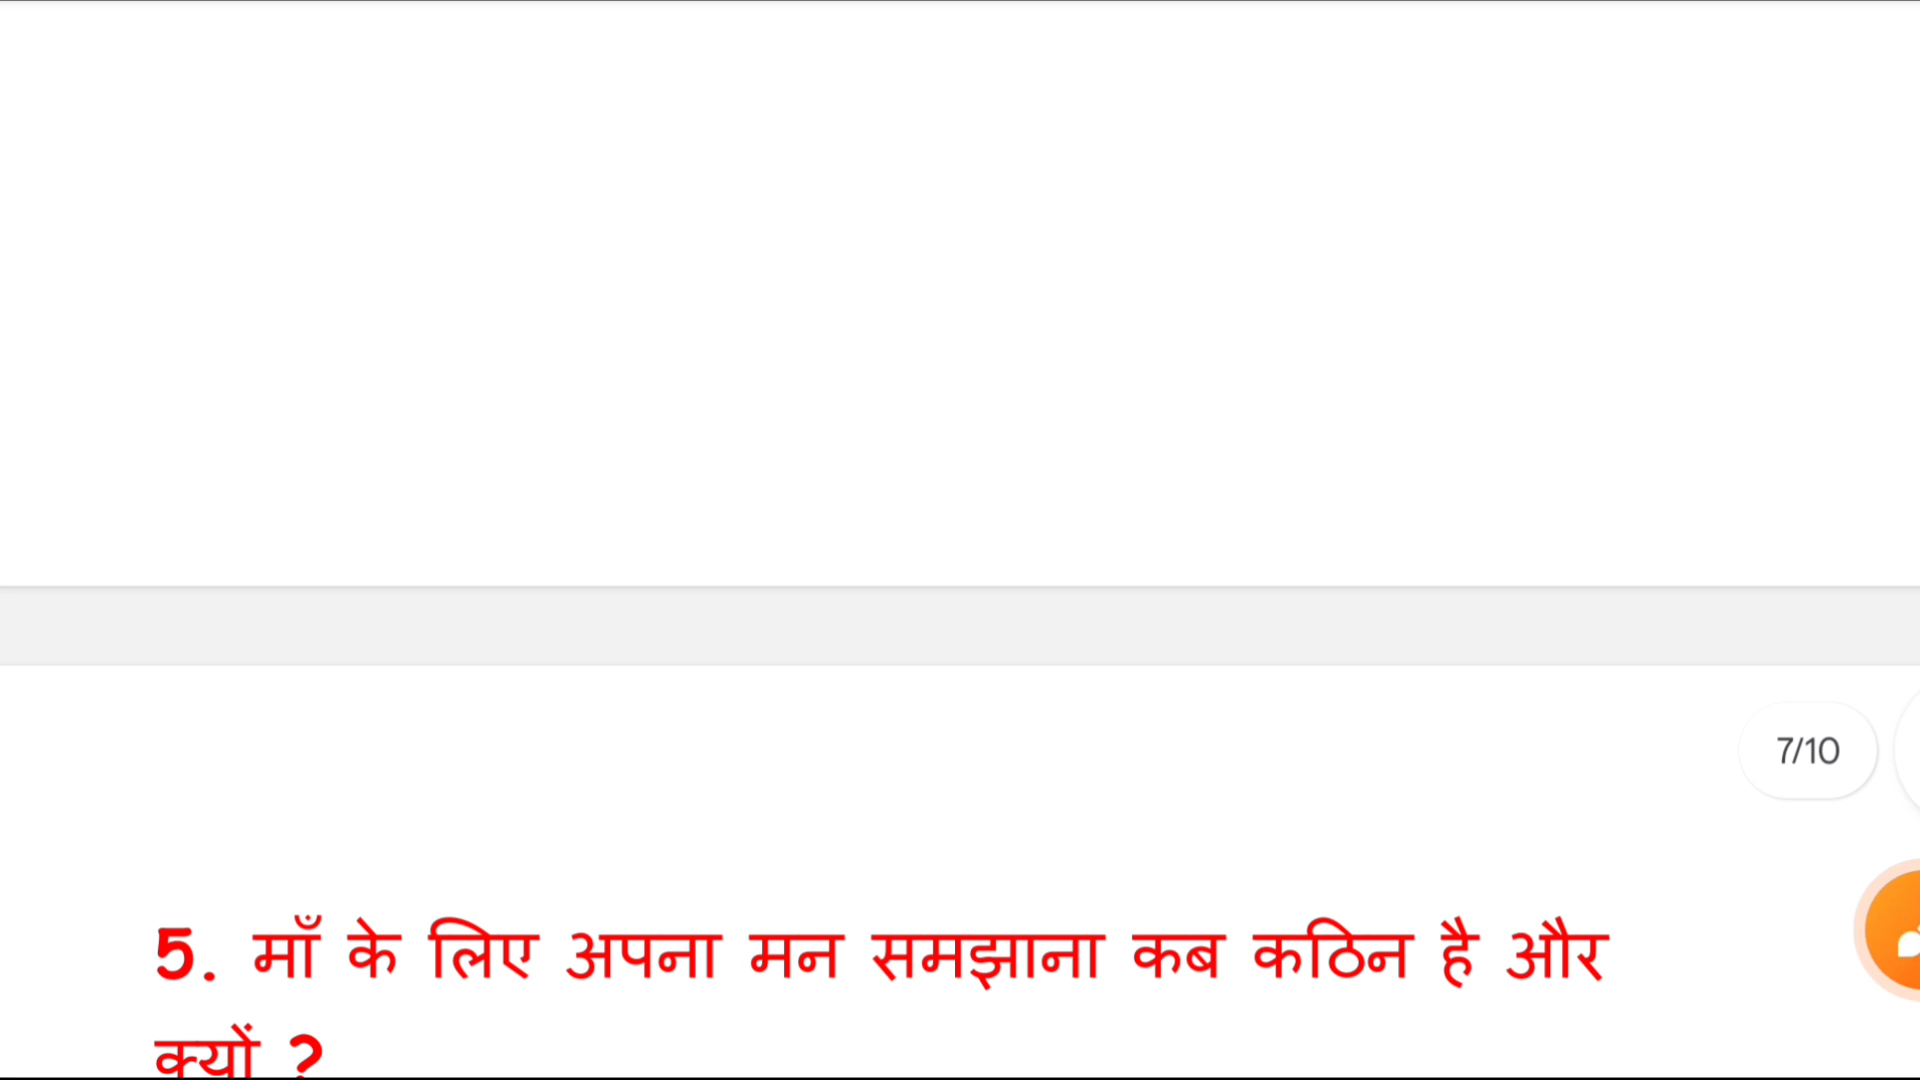 7/10
5. माँ के लिए अपना मन समझाना कब कठिन है और
क्यों ?